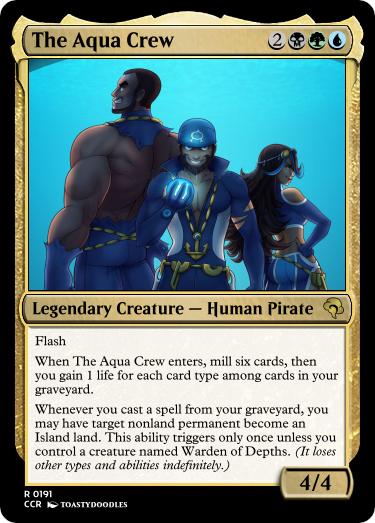 The Aqua Crew 2
Legendary Creature — Human Pirate
Flash
When The Aqua Crew enters, mill six cards, then
you gain 1 life for each card type among cards in your
graveyard.
Whenever you cast a spell from your graveyard, you
may have target nonland permanent become an
Island land. This ability triggers only once unless you
control a creature named Warden of Depths. (It loses
other types and abilities indefinitely.)
4/4
R 0191
CCR TOASTYDOODLES